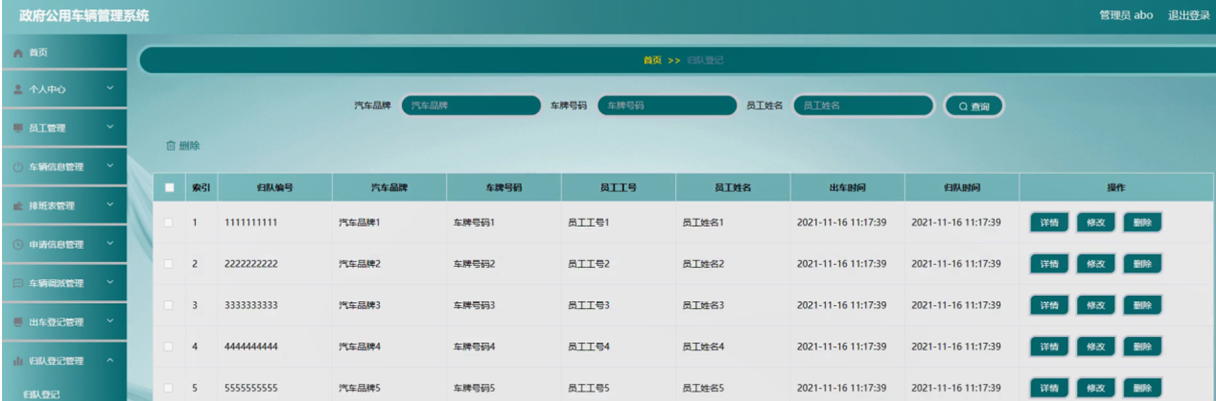 政府公用车辆管理系统 管理员 abo 退出登录
首页
个人中心
员工管理
车辆信息管理
排班表管理
申请信息管理
车辆调派管理
出车登记管理
归队登记管理
归队登记
首页 >> 归队登记
汽车品牌 汽车品牌 车牌号码 车牌号码 员工姓名 员工姓名 查询
删除
索引 归队编号 汽车品牌 车牌号码 员工工号 员工姓名 出车时间 归队时间 操作
1 1111111111 汽车品牌1 车牌号码1 员工工号1 员工姓名1 2021-11-16 11:17:39 2021-11-16 11:17:39 详情 修改 删除
2 2222222222 汽车品牌2 车牌号码2 员工工号2 员工姓名2 2021-11-16 11:17:39 2021-11-16 11:17:39 详情 修改 删除
3 3333333333 汽车品牌3 车牌号码3 员工工号3 员工姓名3 2021-11-16 11:17:39 2021-11-16 11:17:39 详情 修改 删除
4 4444444444 汽车品牌4 车牌号码4 员工工号4 员工姓名4 2021-11-16 11:17:39 2021-11-16 11:17:39 详情 修改 删除
5 5555555555 汽车品牌5 车牌号码5 员工工号5 员工姓名5 2021-11-16 11:17:39 2021-11-16 11:17:39 详情 修改 删除